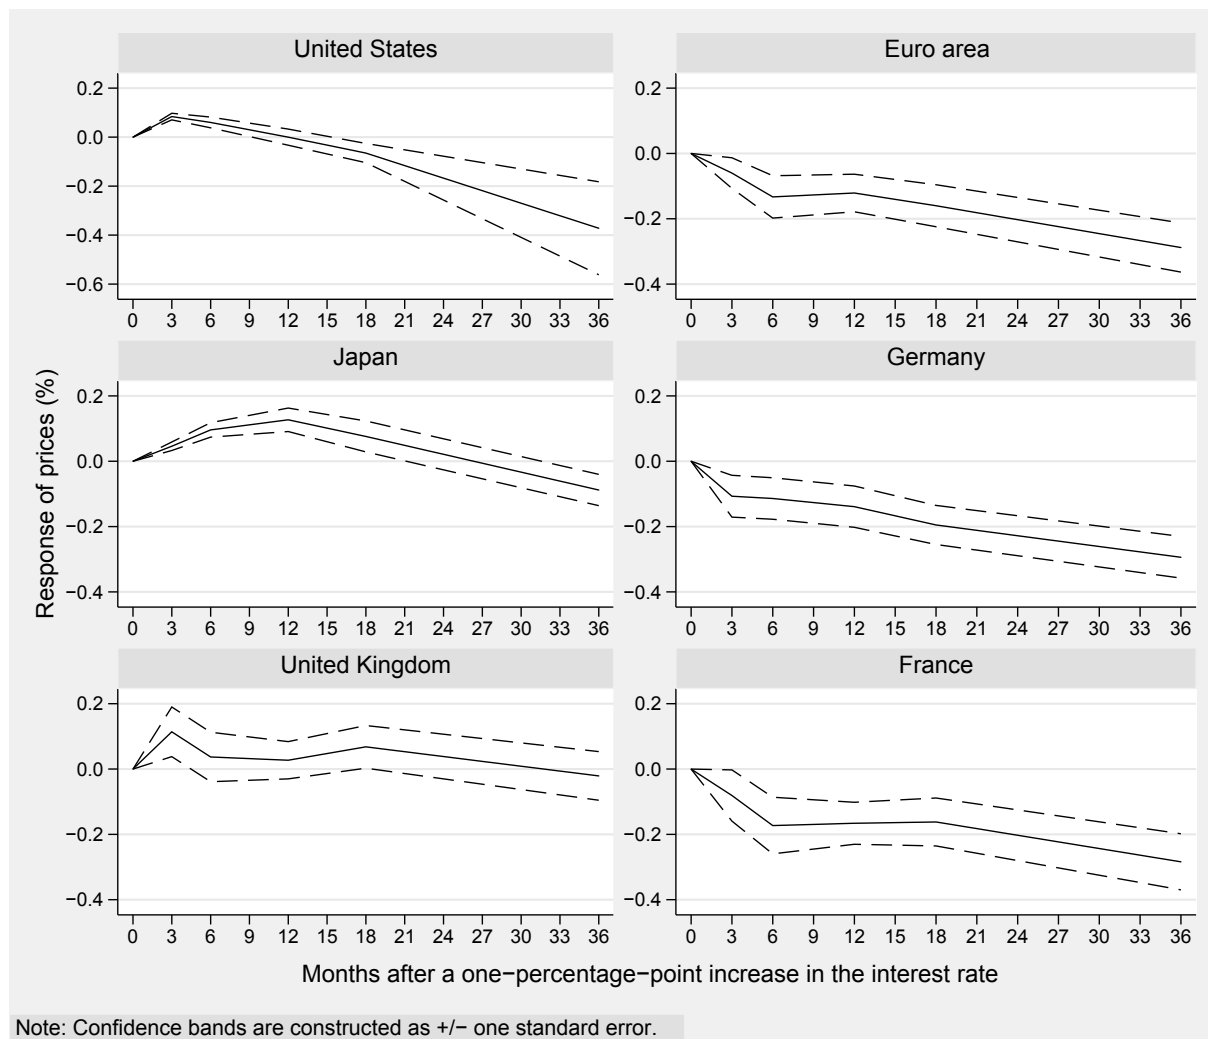 United States
0.2
0.0
−0.2
−0.4
−0.6
0 3 6 9 12 15 18 21 24 27 30 33 36
Euro area
0.2
0.0
−0.2
−0.4
0 3 6 9 12 15 18 21 24 27 30 33 36
Japan
0.2
0.0
−0.2
−0.4
0 3 6 9 12 15 18 21 24 27 30 33 36
Germany
0.2
0.0
−0.2
−0.4
0 3 6 9 12 15 18 21 24 27 30 33 36
United Kingdom
0.2
0.0
−0.2
−0.4
0 3 6 9 12 15 18 21 24 27 30 33 36
France
0.2
0.0
−0.2
−0.4
0 3 6 9 12 15 18 21 24 27 30 33 36
Response of prices (%)
Months after a one−percentage−point increase in the interest rate
Note: Confidence bands are constructed as +/− one standard error.